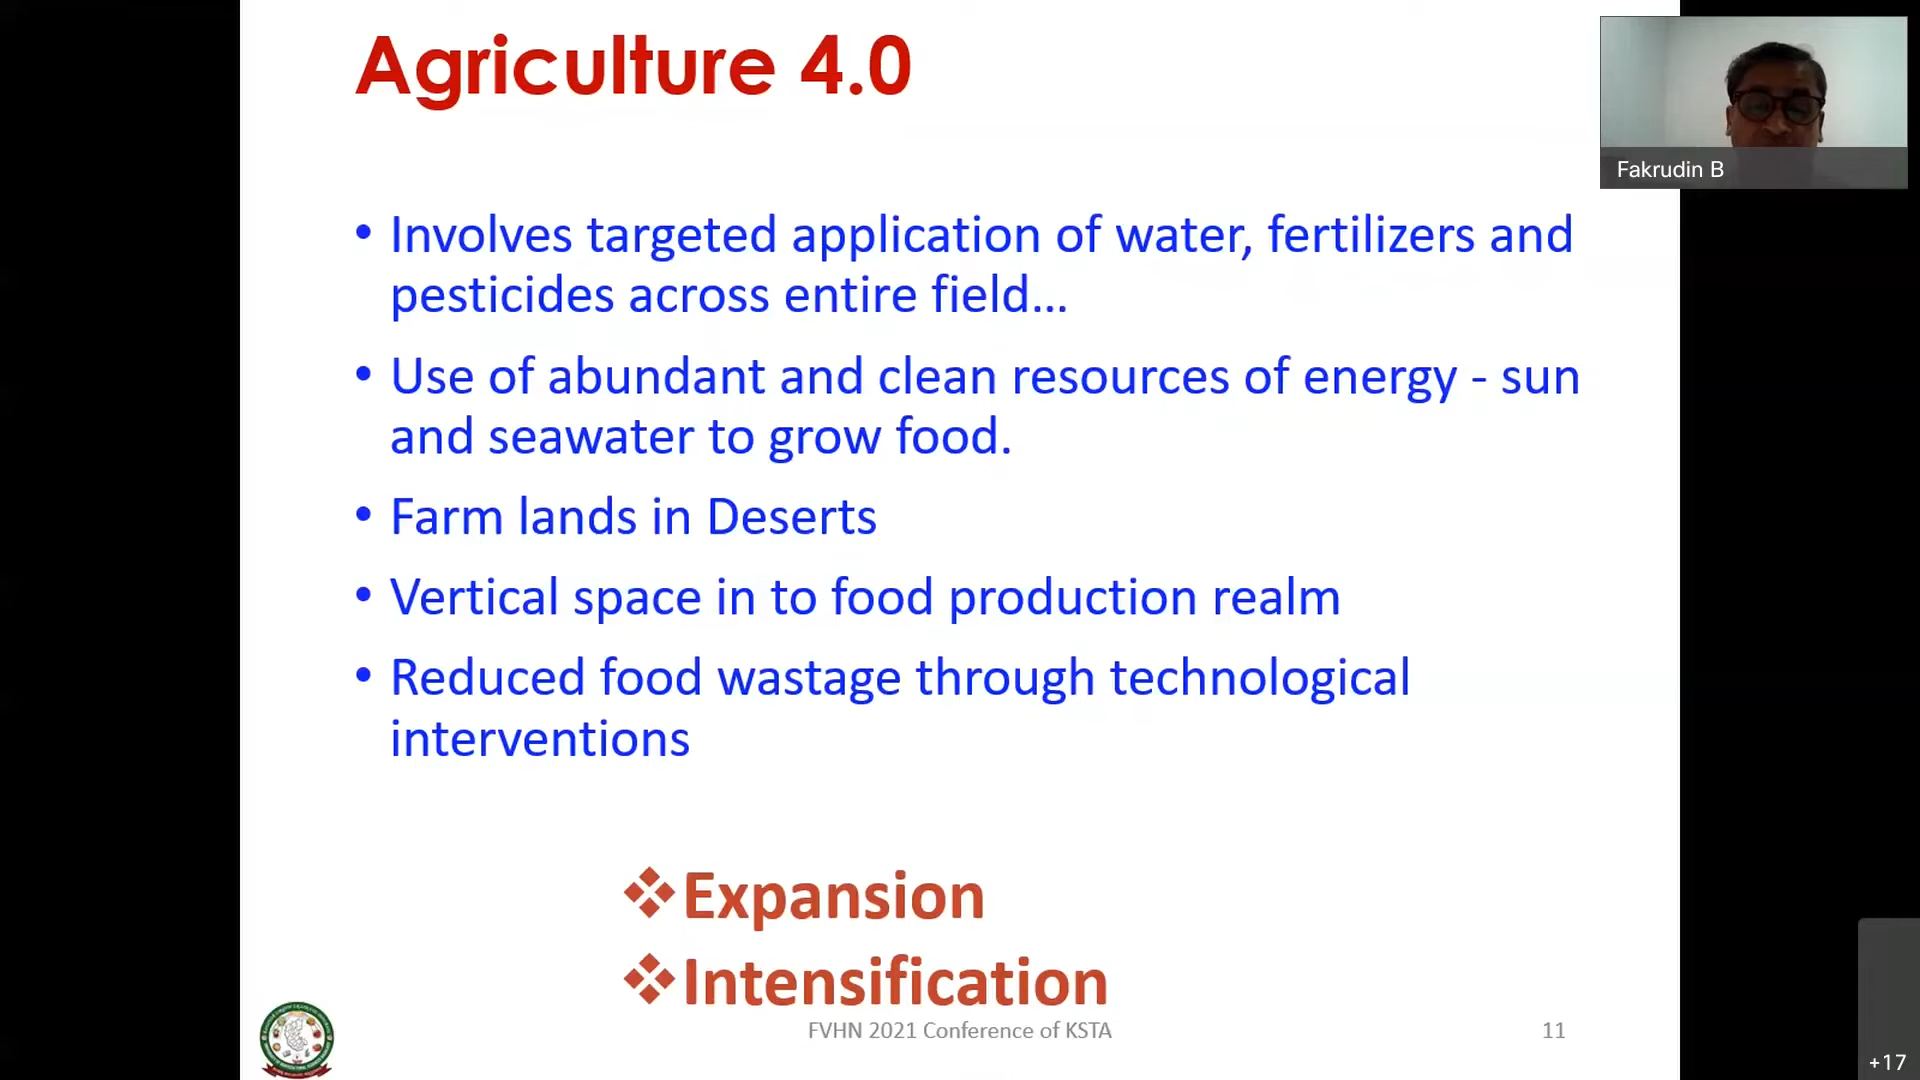 Agriculture 4.0
Fakrudin B
• Involves targeted application of water, fertilizers and
pesticides across entire field...
• Use of abundant and clean resources of energy - sun
and seawater to grow food.
• Farm lands in Deserts
• Vertical space in to food production realm
• Reduced food wastage through technological
interventions
❖Expansion
❖Intensification
FVHN 2021 Conference of KSTA
11
+17